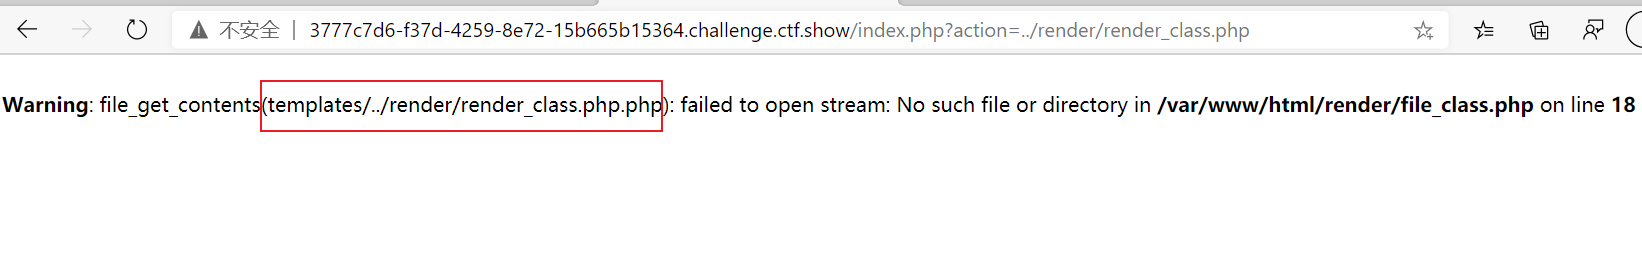 不安全 | 3777c7d6-f37d-4259-8e72-15b665b15364.challenge.ctf.show/index.php?action=../render/render_class.php
Warning: file_get_contents(templates/../render/render_class.php.php): failed to open stream: No such file or directory in /var/www/html/render/file_class.php on line 18